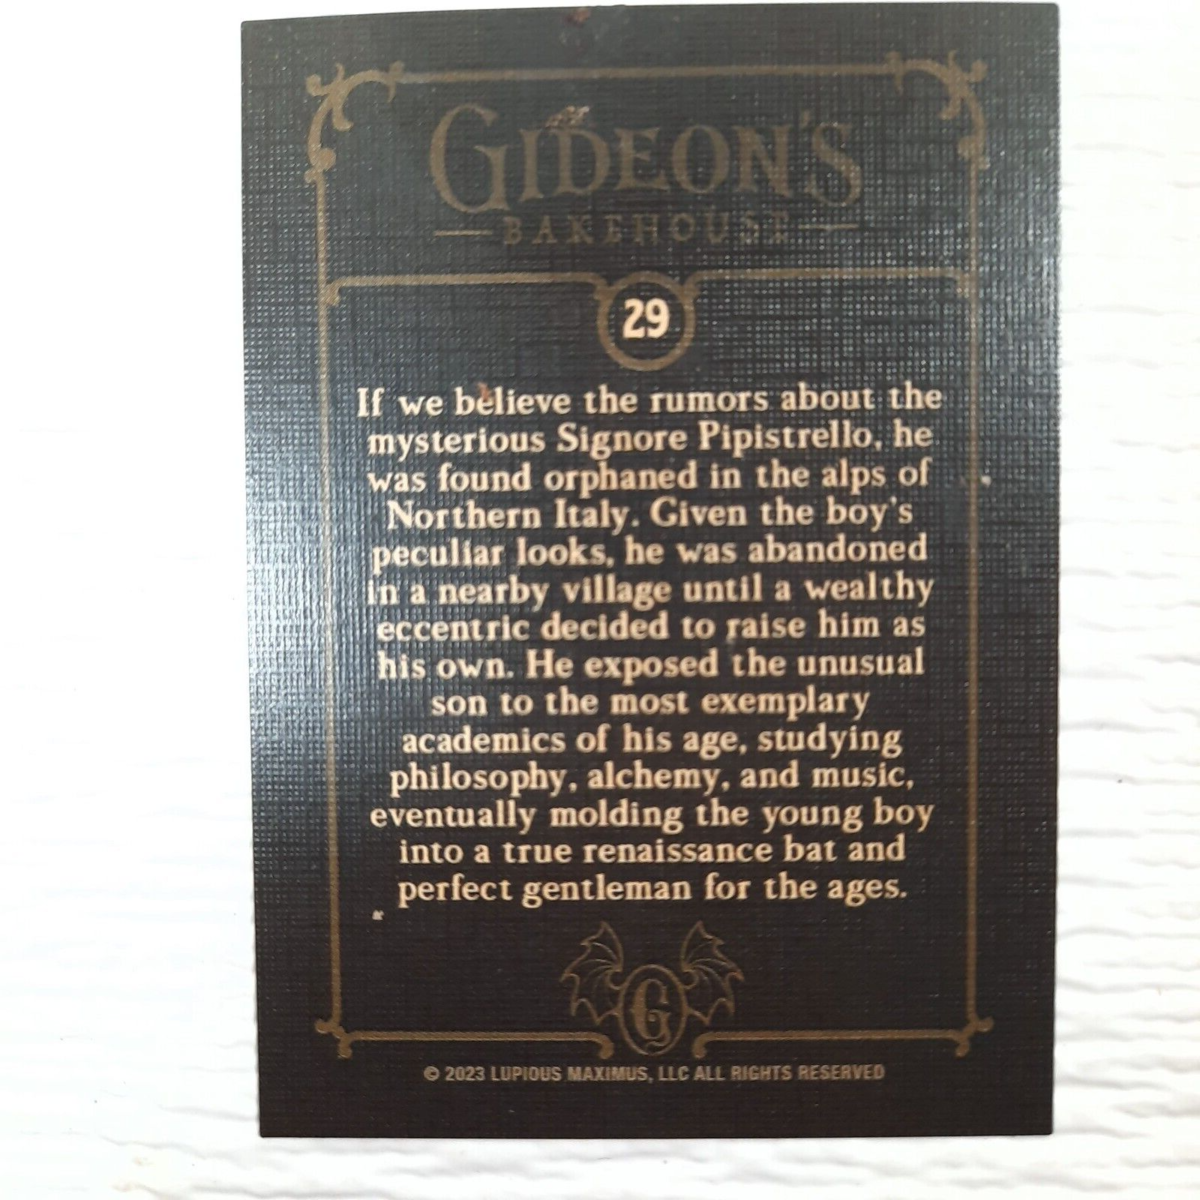 GIDEON'S
BAKEHOUSE
29
If we believe the rumors about the
mysterious Signore Pipistrello, he
was found orphaned in the alps of
Northern Italy. Given the boy's
peculiar looks, he was abandoned
in a nearby village until a wealthy
eccentric decided to raise him as
his own. He exposed the unusual
son to the most exemplary
academics of his age, studying
philosophy, alchemy, and music,
eventually molding the young boy
into a true renaissance bat and
perfect gentleman for the ages.
G
© 2023 LUPIOUS MAXIMUS, LLC ALL RIGHTS RESERVED